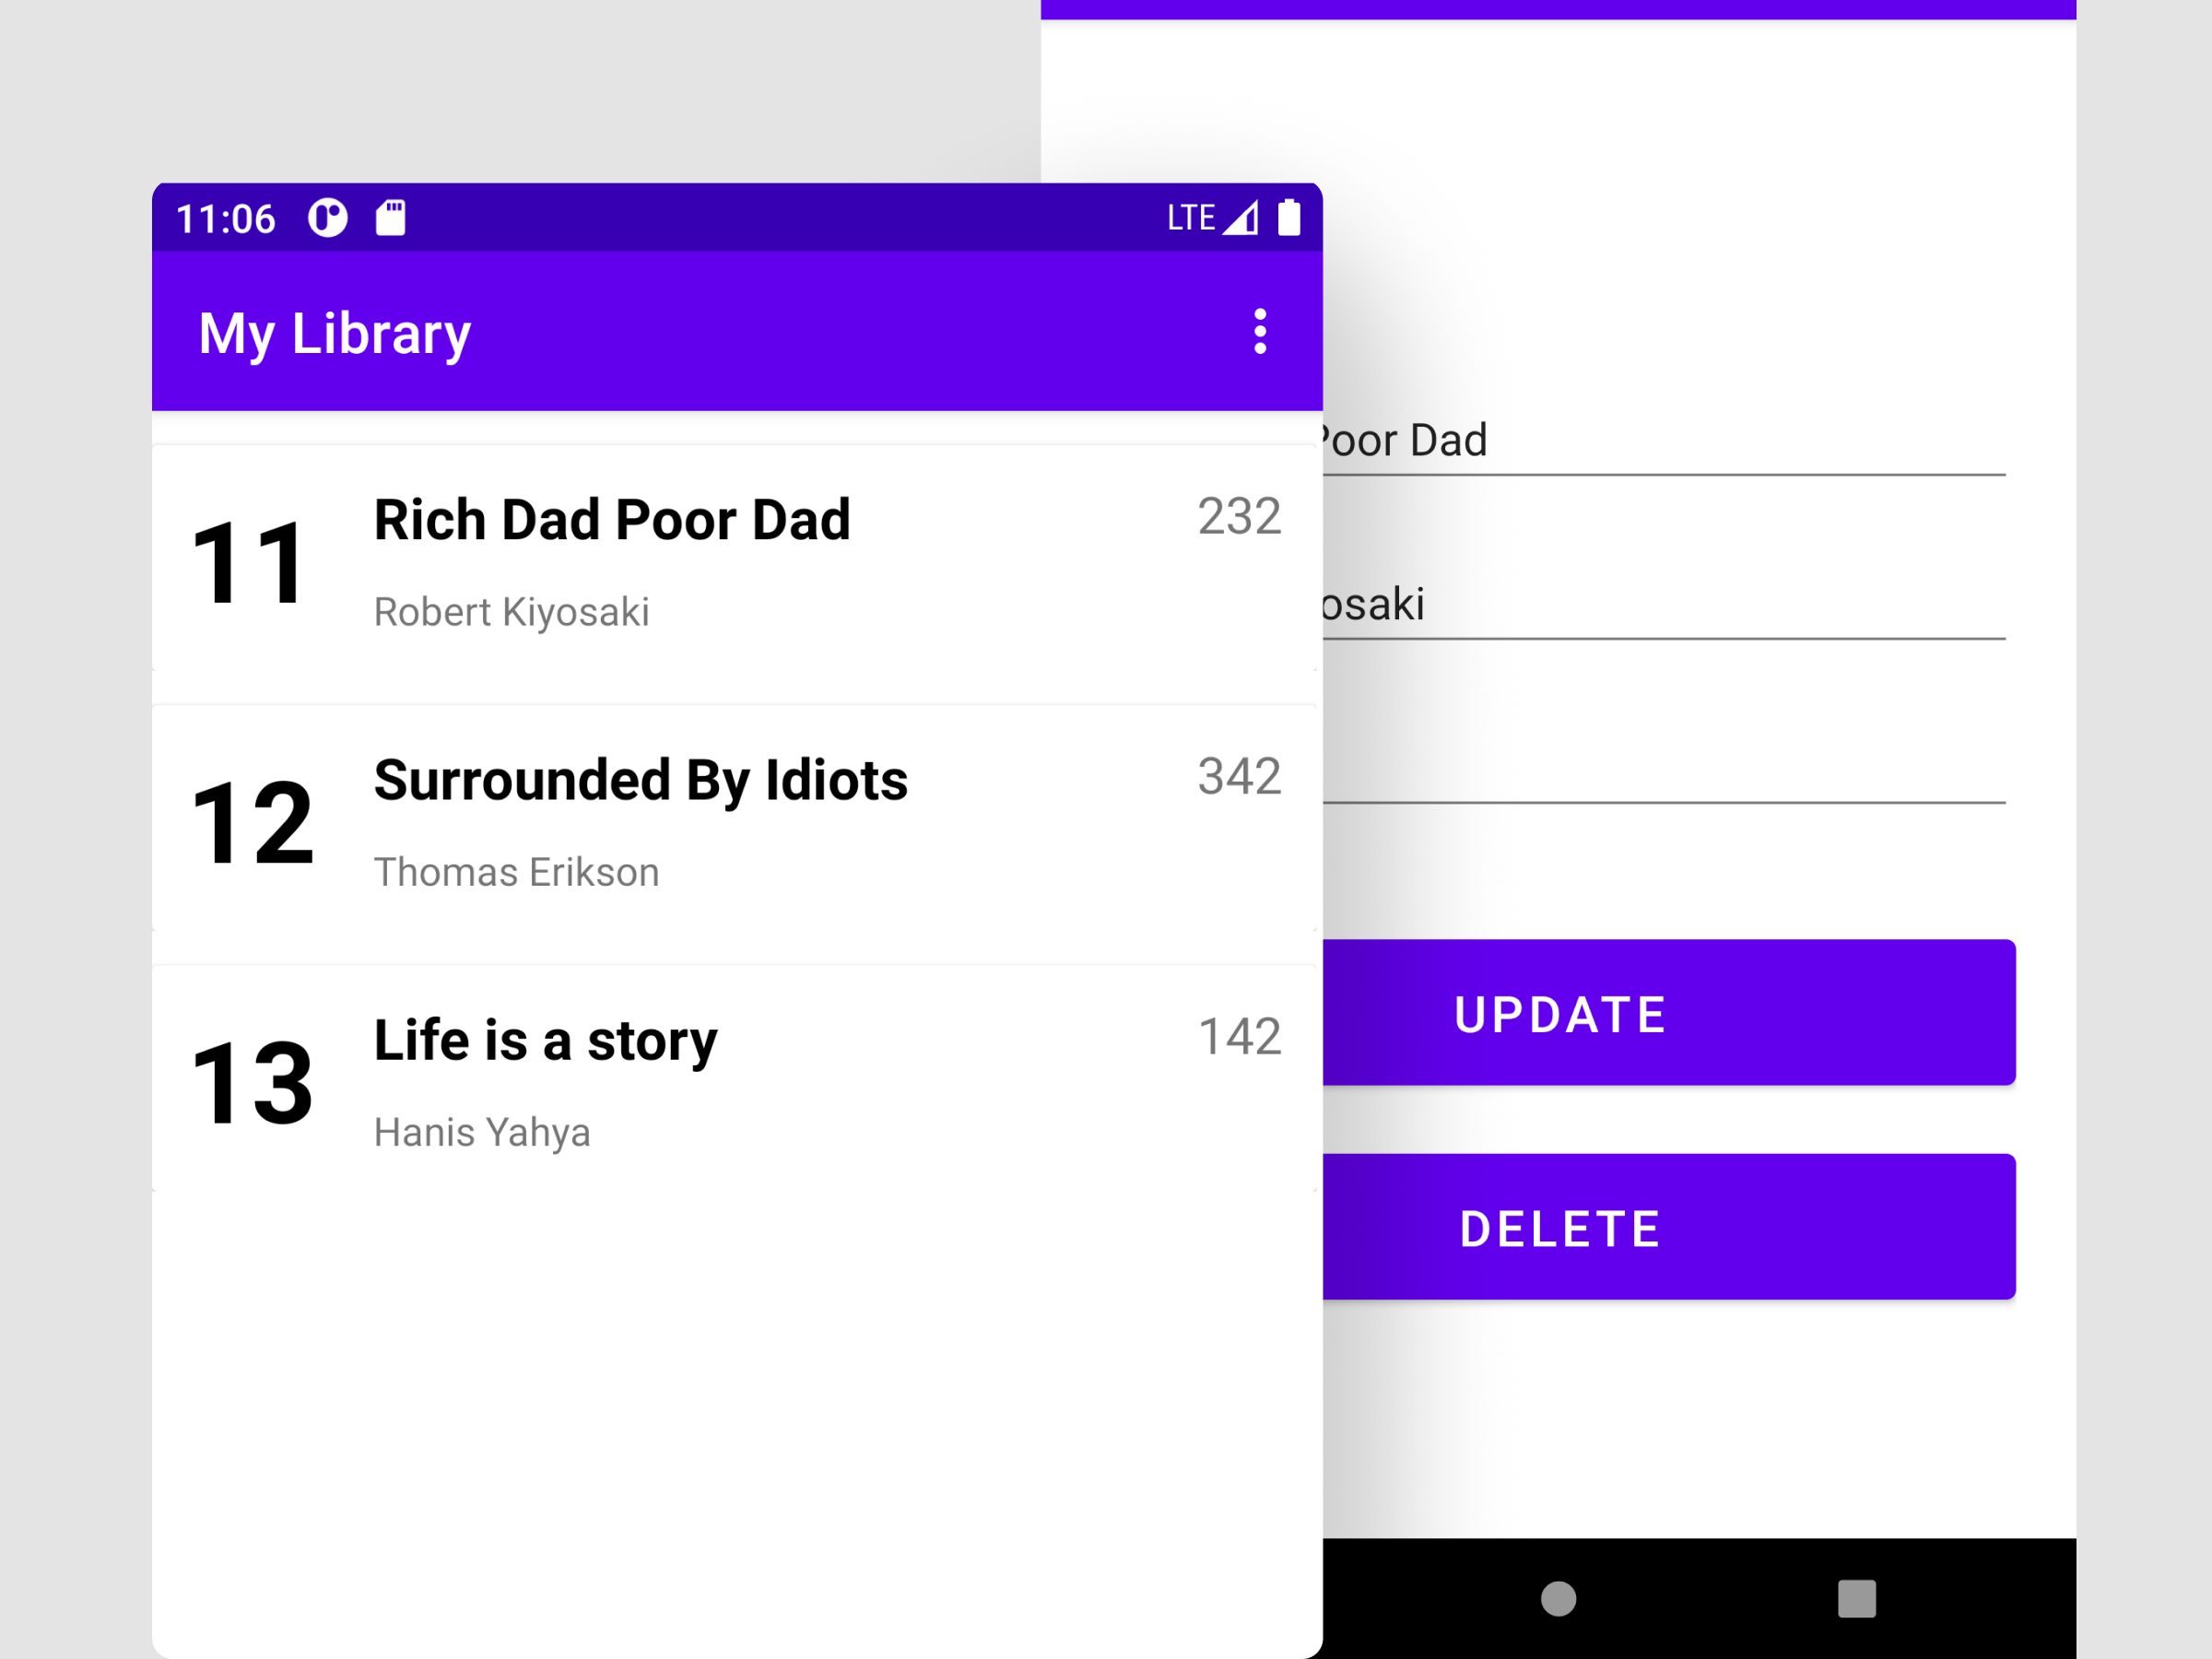 11:06
LTE
My Library
11
Rich Dad Poor Dad
232
Robert Kiyosaki
12
Surrounded By Idiots
342
Thomas Erikson
13
Life is a story
142
Hanis Yahya
Poor Dad
osaki
UPDATE
DELETE